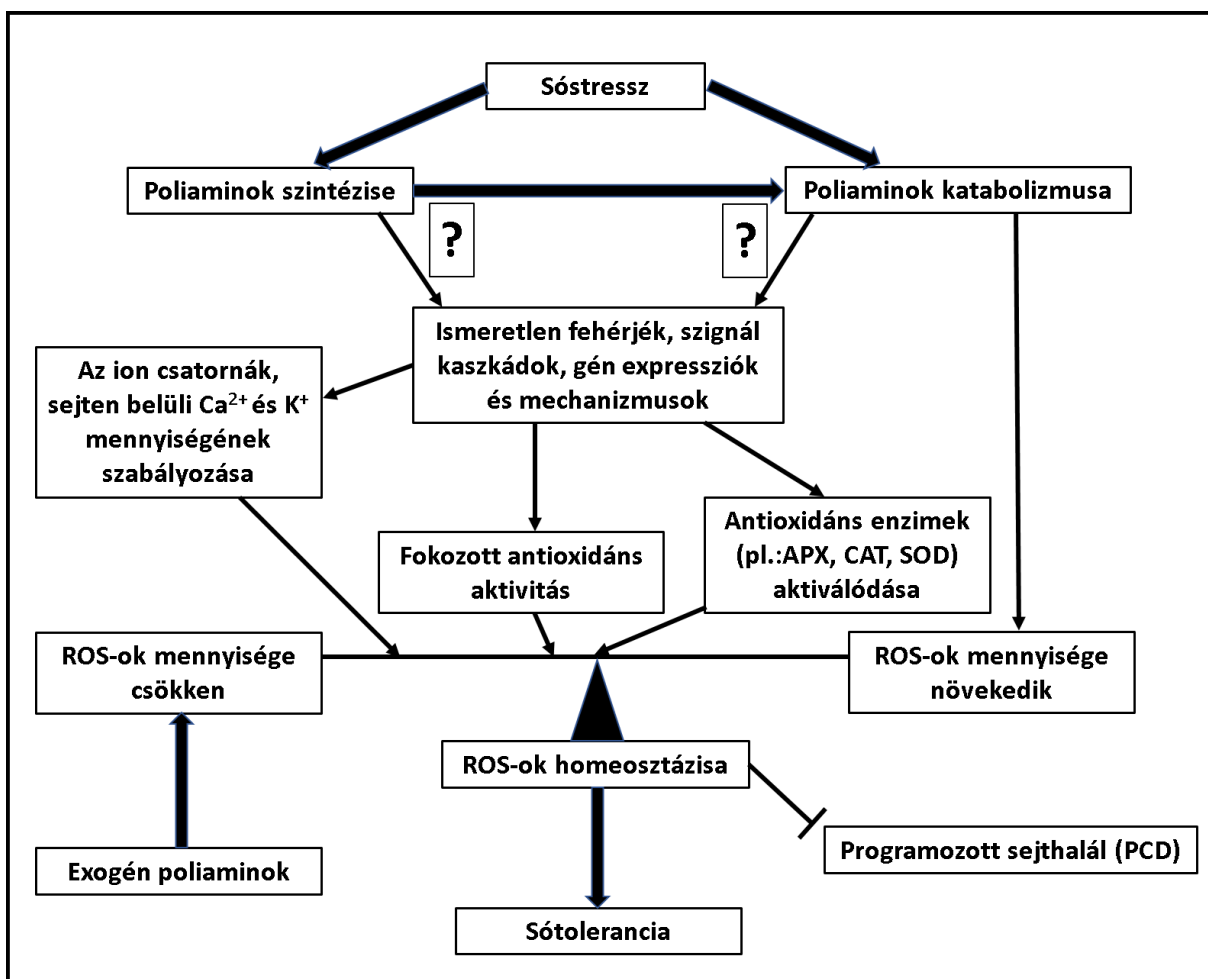 Sóstressz
Poliaminok szintézise
Poliaminok katabolizmusa
?
?
Ismeretlen fehérjék, szignál
kaszkádok, gén expressziók
és mechanizmusok
Az ion csatornák,
sejten belüli Ca²⁺ és K⁺
mennyiségének
szabályozása
Fokozott antioxidáns
aktivitás
Antioxidáns enzimek
(pl.:APX, CAT, SOD)
aktiválódása
ROS-ok mennyisége
csökken
ROS-ok mennyisége
növekedik
ROS-ok homeosztázisa
Exogén poliaminok
Programozott sejthalál (PCD)
Sótolerancia